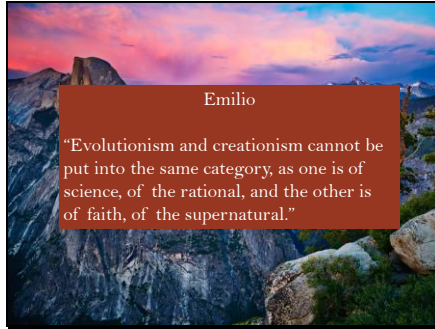 Emilio
“Evolutionism and creationism cannot be
put into the same category, as one is of
science, of the rational, and the other is
of faith, of the supernatural.”